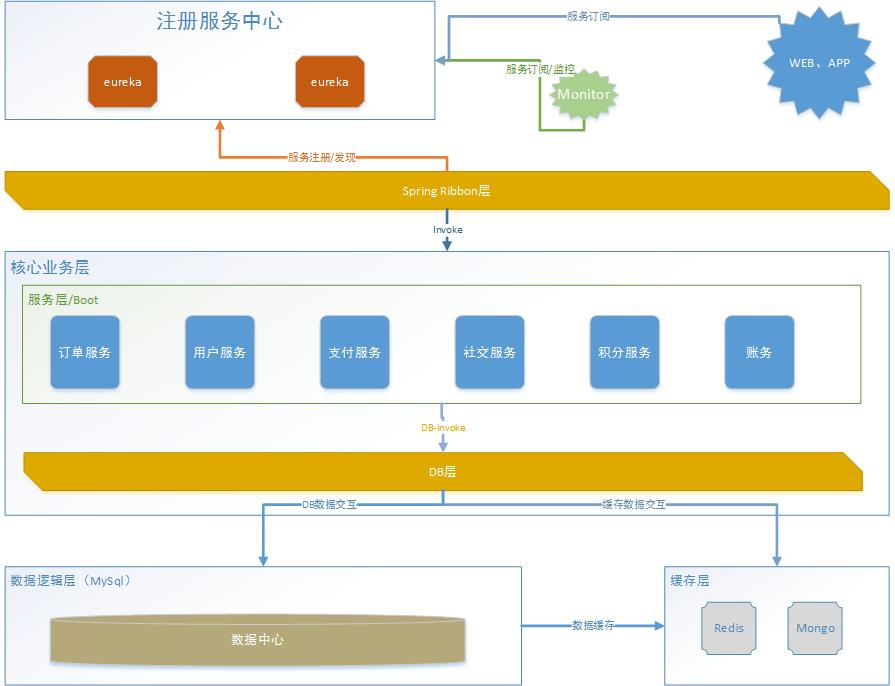 注册服务中心
服务订阅
eureka
eureka
服务订阅/监控
Monitor
WEB、APP
服务注册/发现
Spring Ribbon层
Invoke
核心业务层
服务层/Boot
订单服务
用户服务
支付服务
社交服务
积分服务
账务
DB-invoke
DB层
DB数据交互
缓存数据交互
数据逻辑层（MySql）
数据中心
数据缓存
缓存层
Redis
Mongo